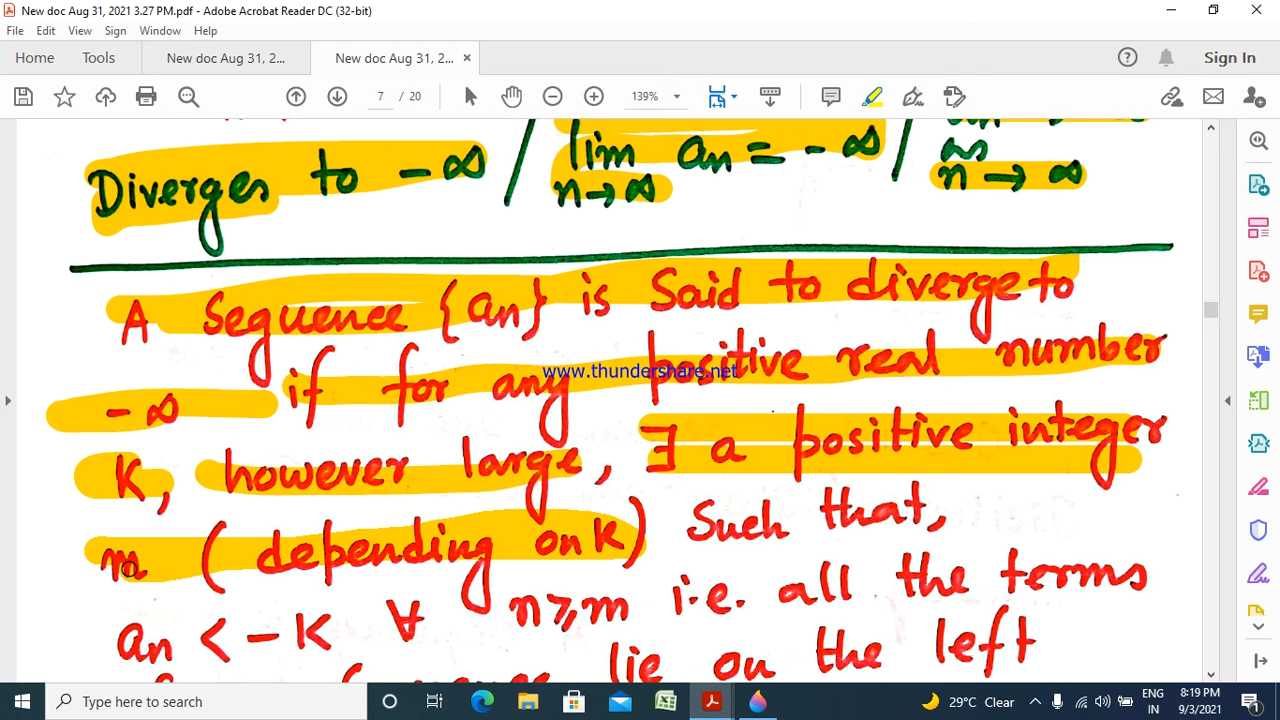 New doc Aug 31, 2021 3.27 PM.pdf - Adobe Acrobat Reader DC (32-bit)
File Edit View Sign Window Help
Home Tools New doc Aug 31, 2... New doc Aug 31, 2... × Sign In
7 / 20 139%
Diverges to - ∞ / lim an = - ∞ / as
n→∞ n → ∞
A Sequence {an} is Said to diverge to
- ∞ if for any positive real number
www.thundershare.net
K, however large, ∃ a positive integer
m (depending on K) Such that,
an < - K ∀ n ≥ m i.e. all the terms
lie on the left
Type here to search
29°C Clear
ENG
IN
8:19 PM
9/3/2021
1